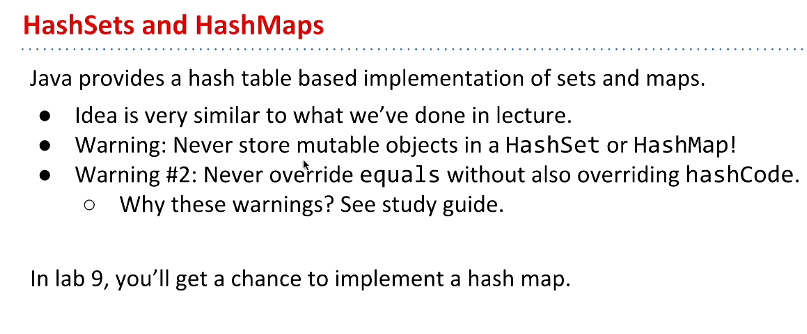 HashSets and HashMaps
Java provides a hash table based implementation of sets and maps.
● Idea is very similar to what we’ve done in lecture.
● Warning: Never store mutable objects in a HashSet or HashMap!
● Warning #2: Never override equals without also overriding hashCode.
○ Why these warnings? See study guide.
In lab 9, you’ll get a chance to implement a hash map.